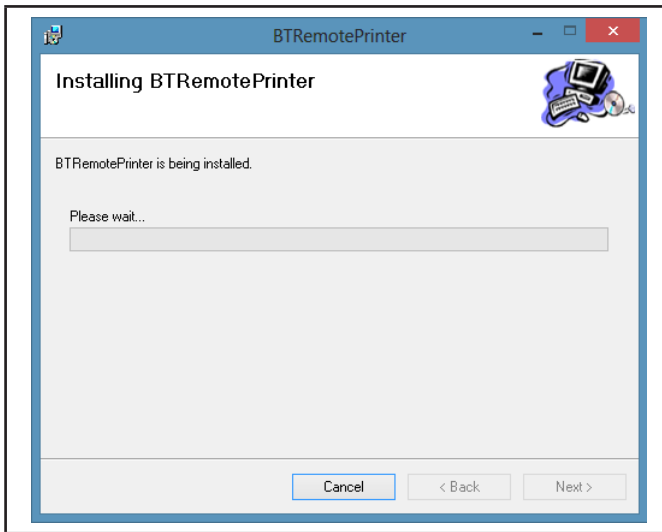 BTRemotePrinter
Installing BTRemotePrinter
BTRemotePrinter is being installed.
Please wait...
Cancel
< Back
Next >